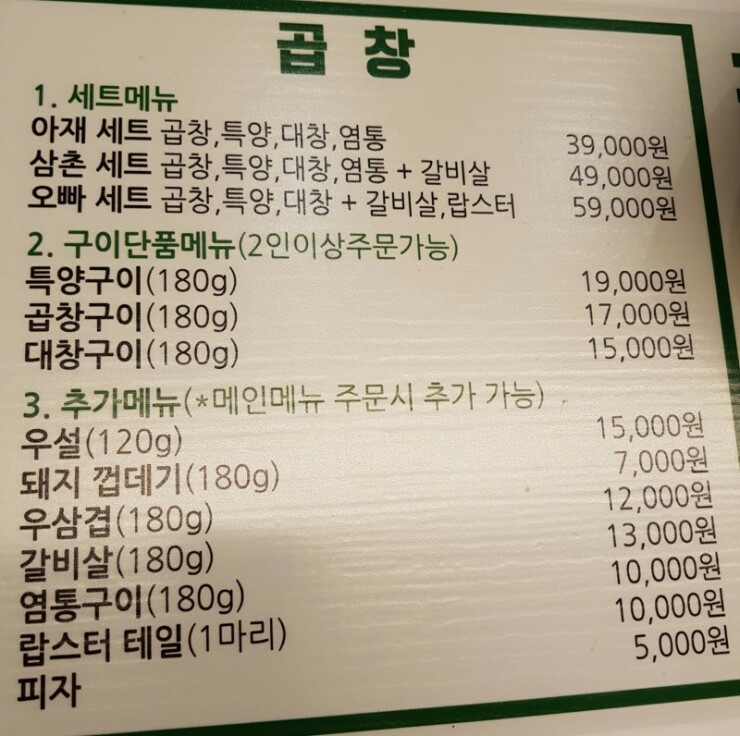 곱창
1. 세트메뉴
아재 세트 곱창,특양,대창,염통 39,000원
삼촌 세트 곱창,특양,대창,염통 + 갈비살 49,000원
오빠 세트 곱창,특양,대창 + 갈비살,랍스터 59,000원
2. 구이단품메뉴(2인이상주문가능)
특양구이(180g) 19,000원
곱창구이(180g) 17,000원
대창구이(180g) 15,000원
3. 추가메뉴(*메인메뉴 주문시 추가 가능)
우설(120g) 15,000원
돼지 껍데기(180g) 7,000원
우삼겹(180g) 12,000원
갈비살(180g) 13,000원
염통구이(180g) 10,000원
랍스터 테일(1마리) 10,000원
피자 5,000원